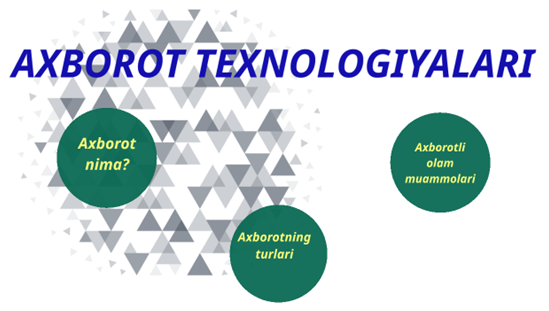 AXBOROT TEXNOLOGIYALARI
Axborot
nima?
Axborotli
olam
muammolari
Axborotning
turlari